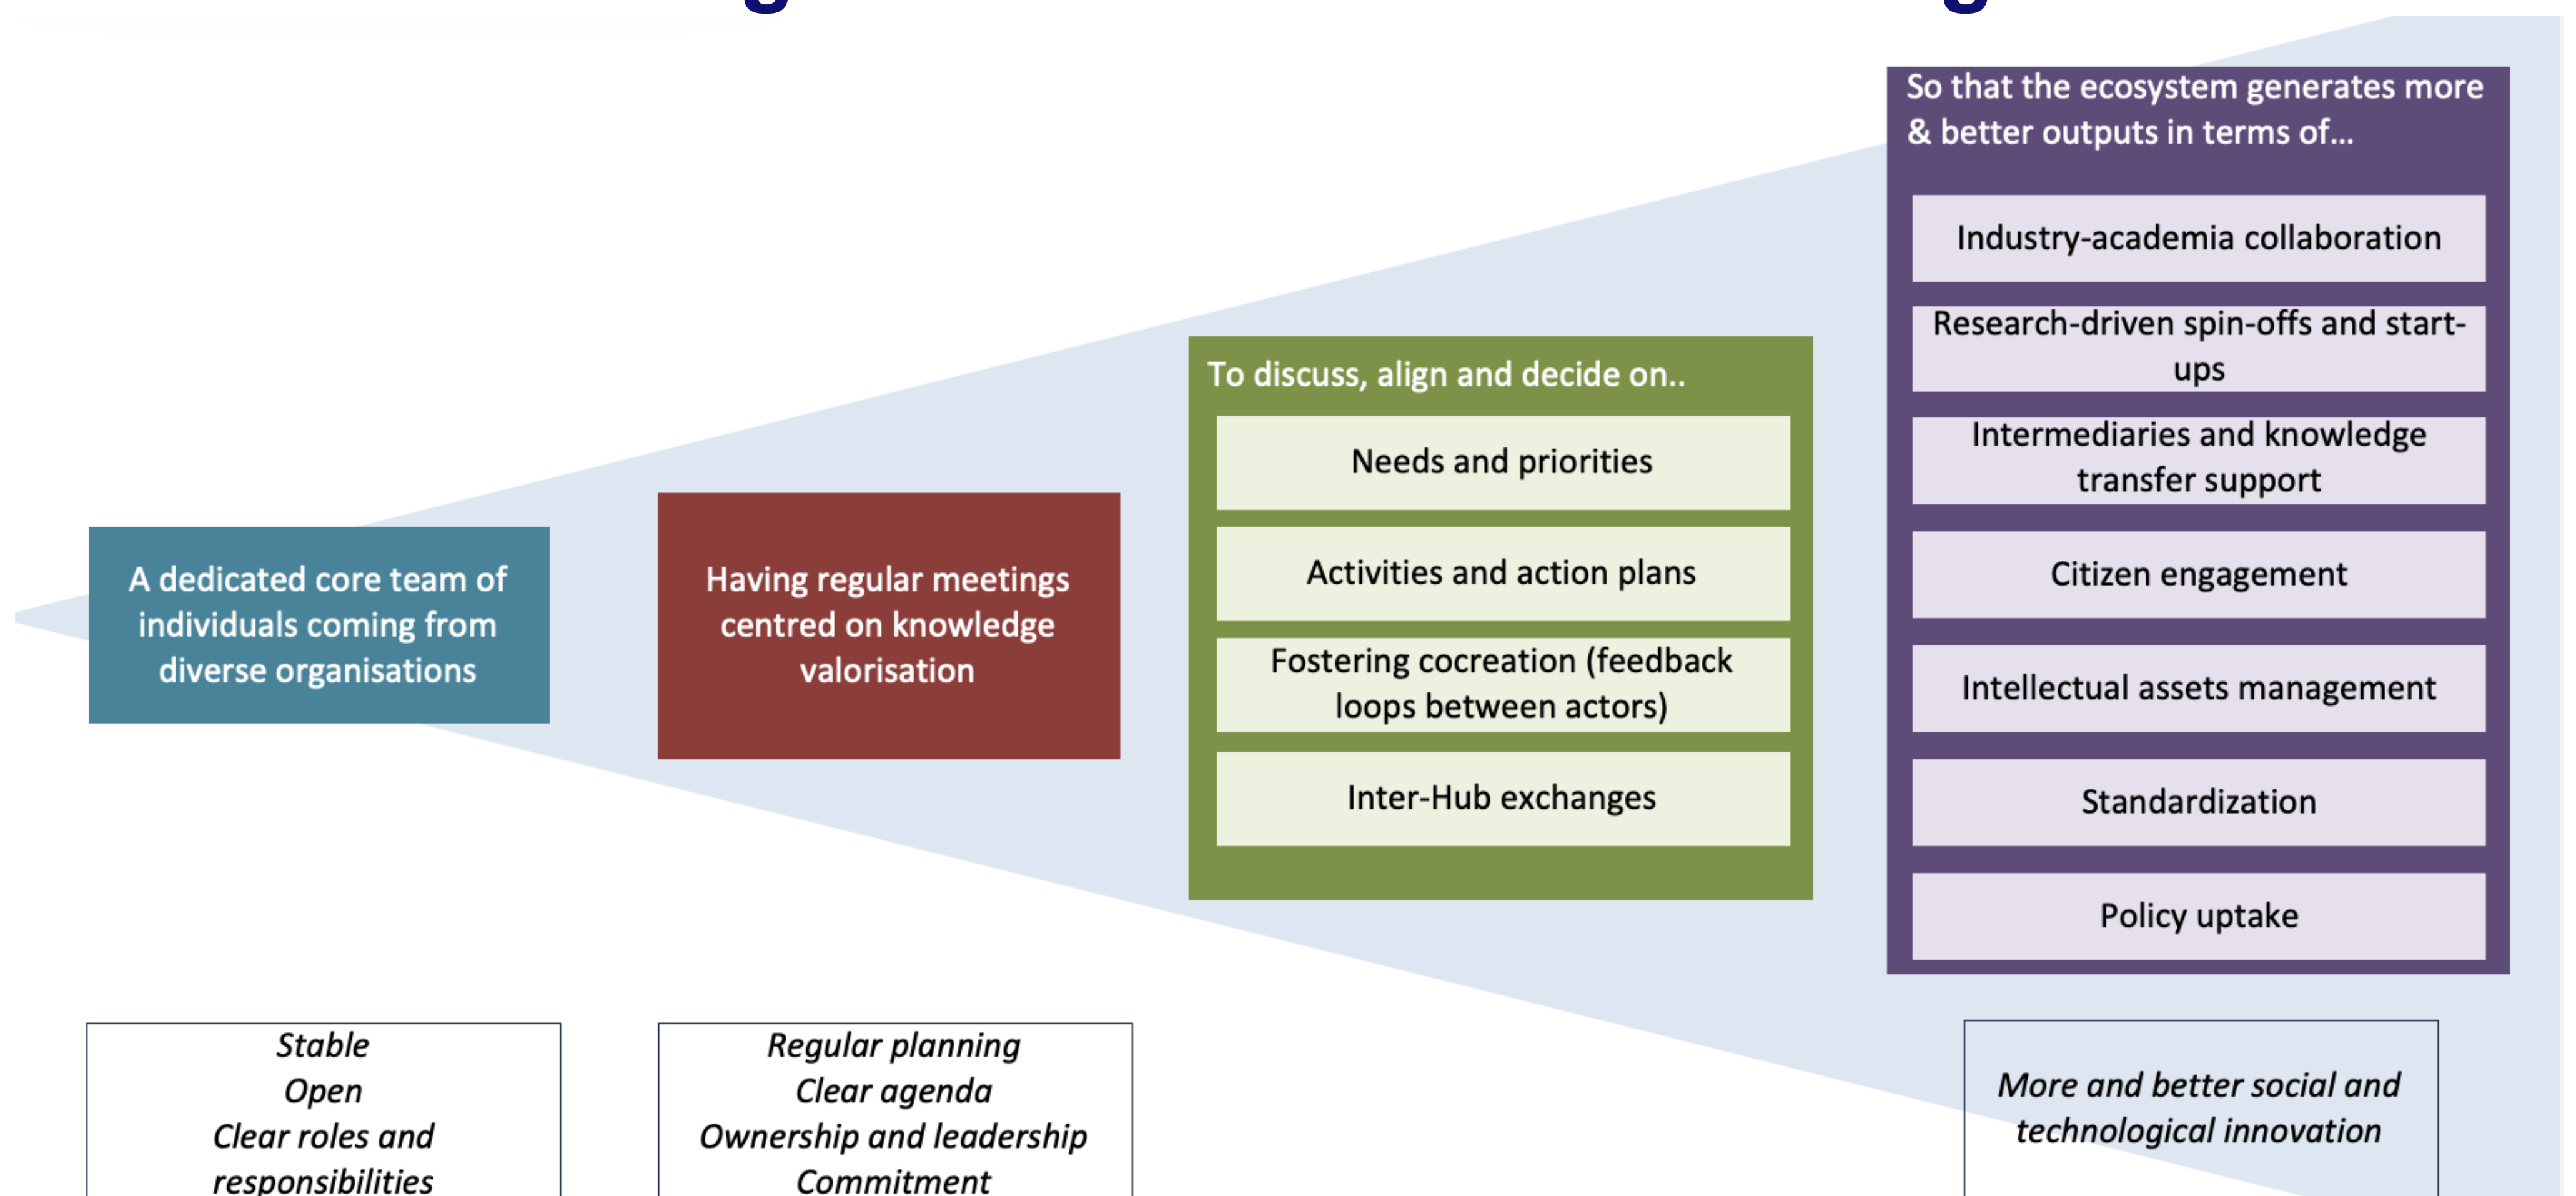 A dedicated core team of
individuals coming from
diverse organisations
Having regular meetings
centred on knowledge
valorisation
To discuss, align and decide on..
Needs and priorities
Activities and action plans
Fostering cocreation (feedback
loops between actors)
Inter-Hub exchanges
So that the ecosystem generates more
& better outputs in terms of...
Industry-academia collaboration
Research-driven spin-offs and start-
ups
Intermediaries and knowledge
transfer support
Citizen engagement
Intellectual assets management
Standardization
Policy uptake
Stable
Open
Clear roles and
responsibilities
Regular planning
Clear agenda
Ownership and leadership
Commitment
More and better social and
technological innovation